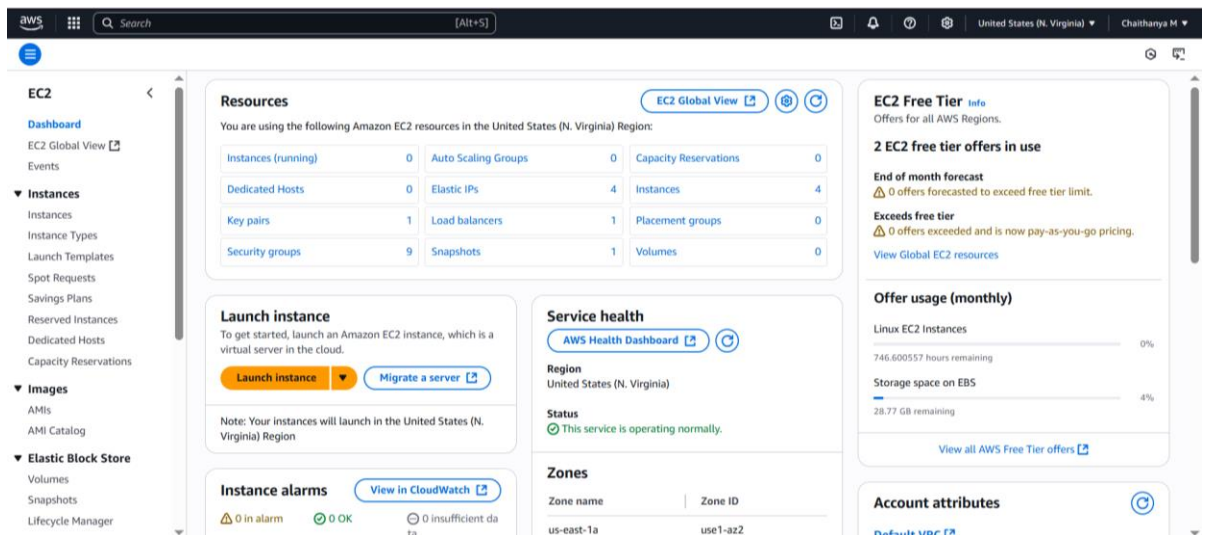 aws
Search [Alt+S]
United States (N. Virginia) ▼ Chaithanya M ▼
EC2
Dashboard
EC2 Global View
Events
▼ Instances
Instances
Instance Types
Launch Templates
Spot Requests
Savings Plans
Reserved Instances
Dedicated Hosts
Capacity Reservations
▼ Images
AMIs
AMI Catalog
▼ Elastic Block Store
Volumes
Snapshots
Lifecycle Manager
Resources
EC2 Global View
You are using the following Amazon EC2 resources in the United States (N. Virginia) Region:
Instances (running) 0 Auto Scaling Groups 0 Capacity Reservations 0
Dedicated Hosts 0 Elastic IPs 4 Instances 4
Key pairs 1 Load balancers 1 Placement groups 0
Security groups 9 Snapshots 1 Volumes 0
Launch instance
To get started, launch an Amazon EC2 instance, which is a
virtual server in the cloud.
Launch instance ▼ Migrate a server
Note: Your instances will launch in the United States (N.
Virginia) Region
Instance alarms View in CloudWatch
0 in alarm 0 OK 0 insufficient da
ta
Service health
AWS Health Dashboard
Region
United States (N. Virginia)
Status
This service is operating normally.
Zones
Zone name Zone ID
us-east-1a use1-az2
EC2 Free Tier Info
Offers for all AWS Regions.
2 EC2 free tier offers in use
End of month forecast
0 offers forecasted to exceed free tier limit.
Exceeds free tier
0 offers exceeded and is now pay-as-you-go pricing.
View Global EC2 resources
Offer usage (monthly)
Linux EC2 Instances
0%
746.600557 hours remaining
Storage space on EBS
4%
28.77 GB remaining
View all AWS Free Tier offers
Account attributes
Default VPC